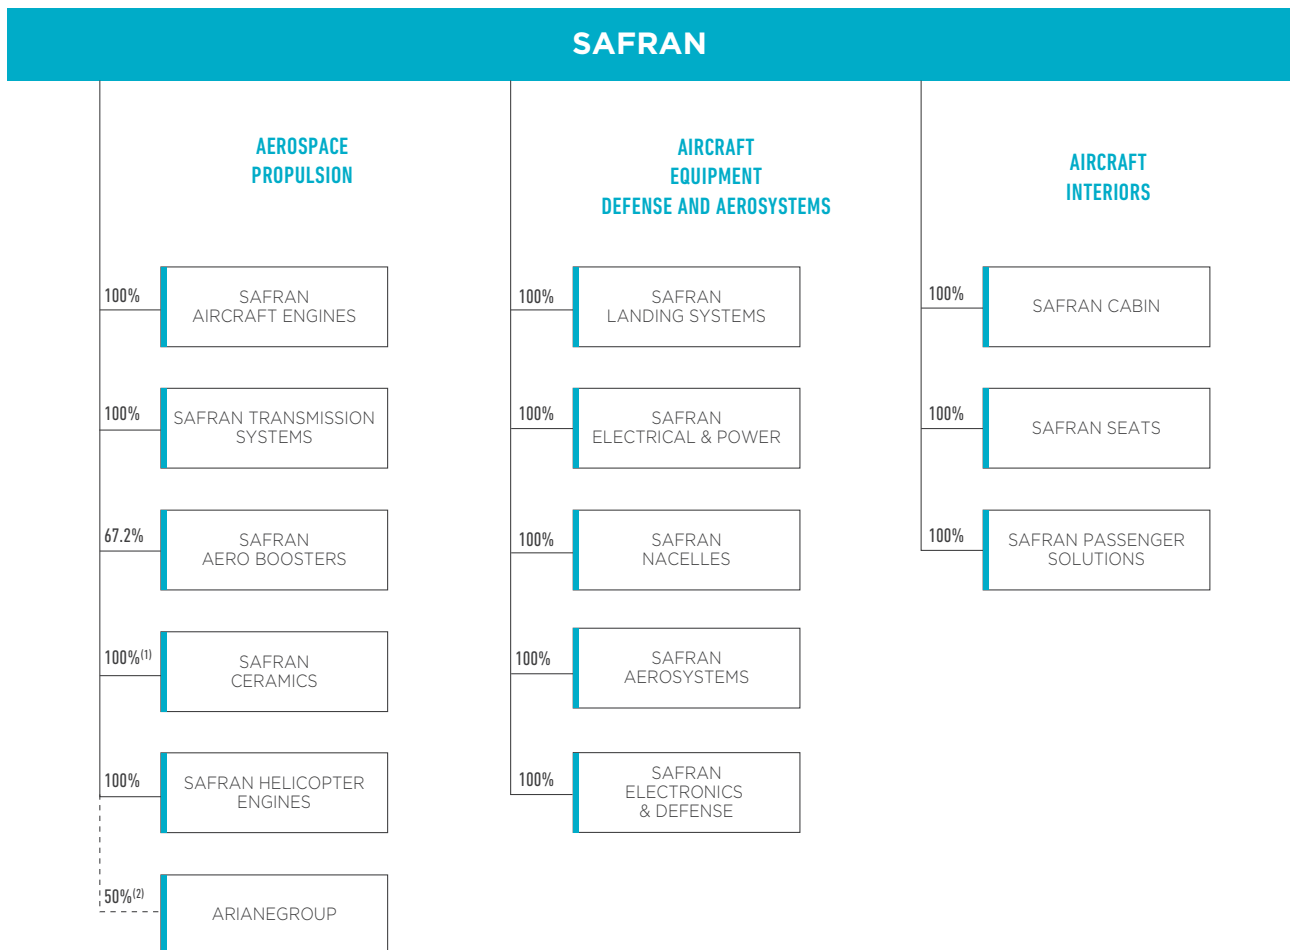 SAFRAN
AEROSPACE
PROPULSION
100%
SAFRAN
AIRCRAFT ENGINES
100%
SAFRAN TRANSMISSION
SYSTEMS
67.2%
SAFRAN
AERO BOOSTERS
100%(1)
SAFRAN
CERAMICS
100%
SAFRAN HELICOPTER
ENGINES
50%(2)
ARIANEGROUP
AIRCRAFT
EQUIPMENT
DEFENSE AND AEROSYSTEMS
100%
SAFRAN
LANDING SYSTEMS
100%
SAFRAN
ELECTRICAL & POWER
100%
SAFRAN
NACELLES
100%
SAFRAN
AEROSYSTEMS
100%
SAFRAN
ELECTRONICS
& DEFENSE
AIRCRAFT
INTERIORS
100%
SAFRAN CABIN
100%
SAFRAN SEATS
100%
SAFRAN PASSENGER
SOLUTIONS